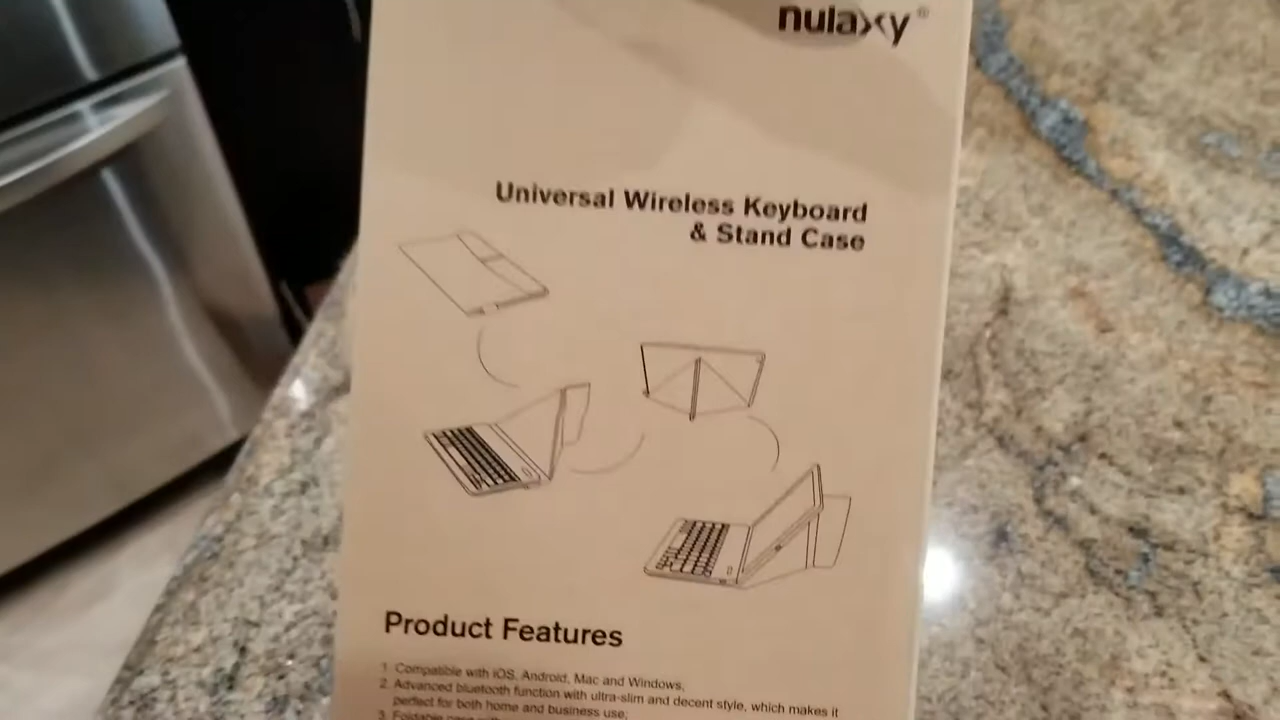 nulaxy®
Universal Wireless Keyboard
& Stand Case
Product Features
1. Compatible with iOS, Android, Mac and Windows,
2. Advanced bluetooth function with ultra-slim and decent style, which makes it
perfect for both home and business use;
3. Foldable